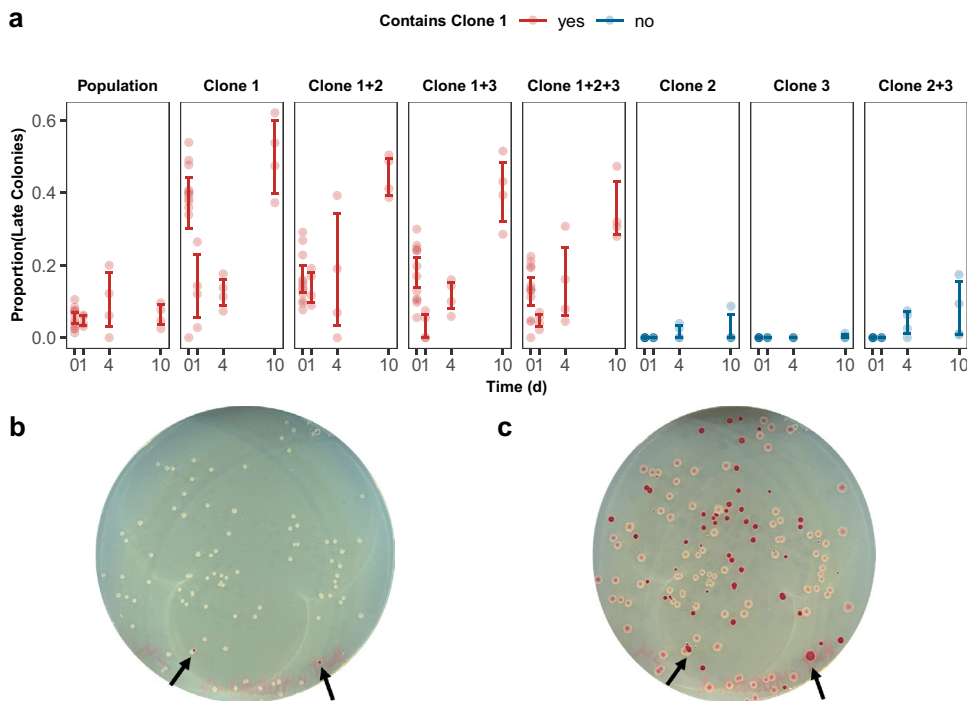 a
Contains Clone 1 yes no
Population Clone 1 Clone 1+2 Clone 1+3 Clone 1+2+3 Clone 2 Clone 3 Clone 2+3
Proportion(Late Colonies)
0.6
0.4
0.2
0.0
01 4 10 01 4 10 01 4 10 01 4 10 01 4 10 01 4 10 01 4 10 01 4 10
Time (d)
b c